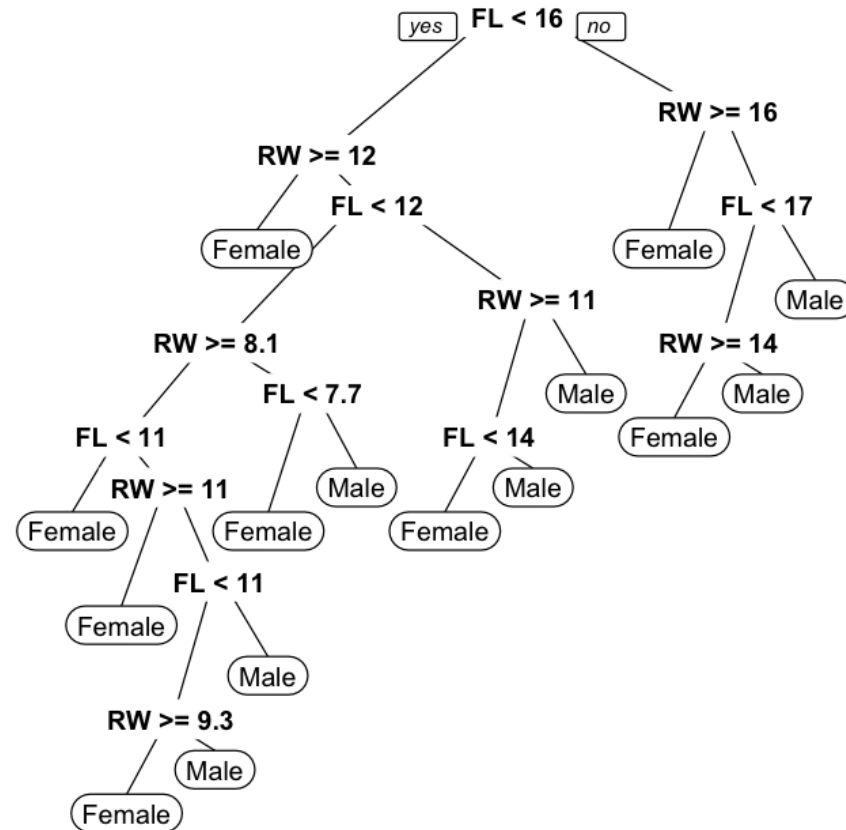 yes FL < 16 no
RW >= 16
RW >= 12
FL < 12 FL < 17
Female Female
RW >= 11 Male
RW >= 8.1 RW >= 14
FL < 7.7 Male Male
FL < 11 FL < 14 Female
RW >= 11 Male Male
Female Female Female
FL < 11
Female
Male
RW >= 9.3
Male
Female